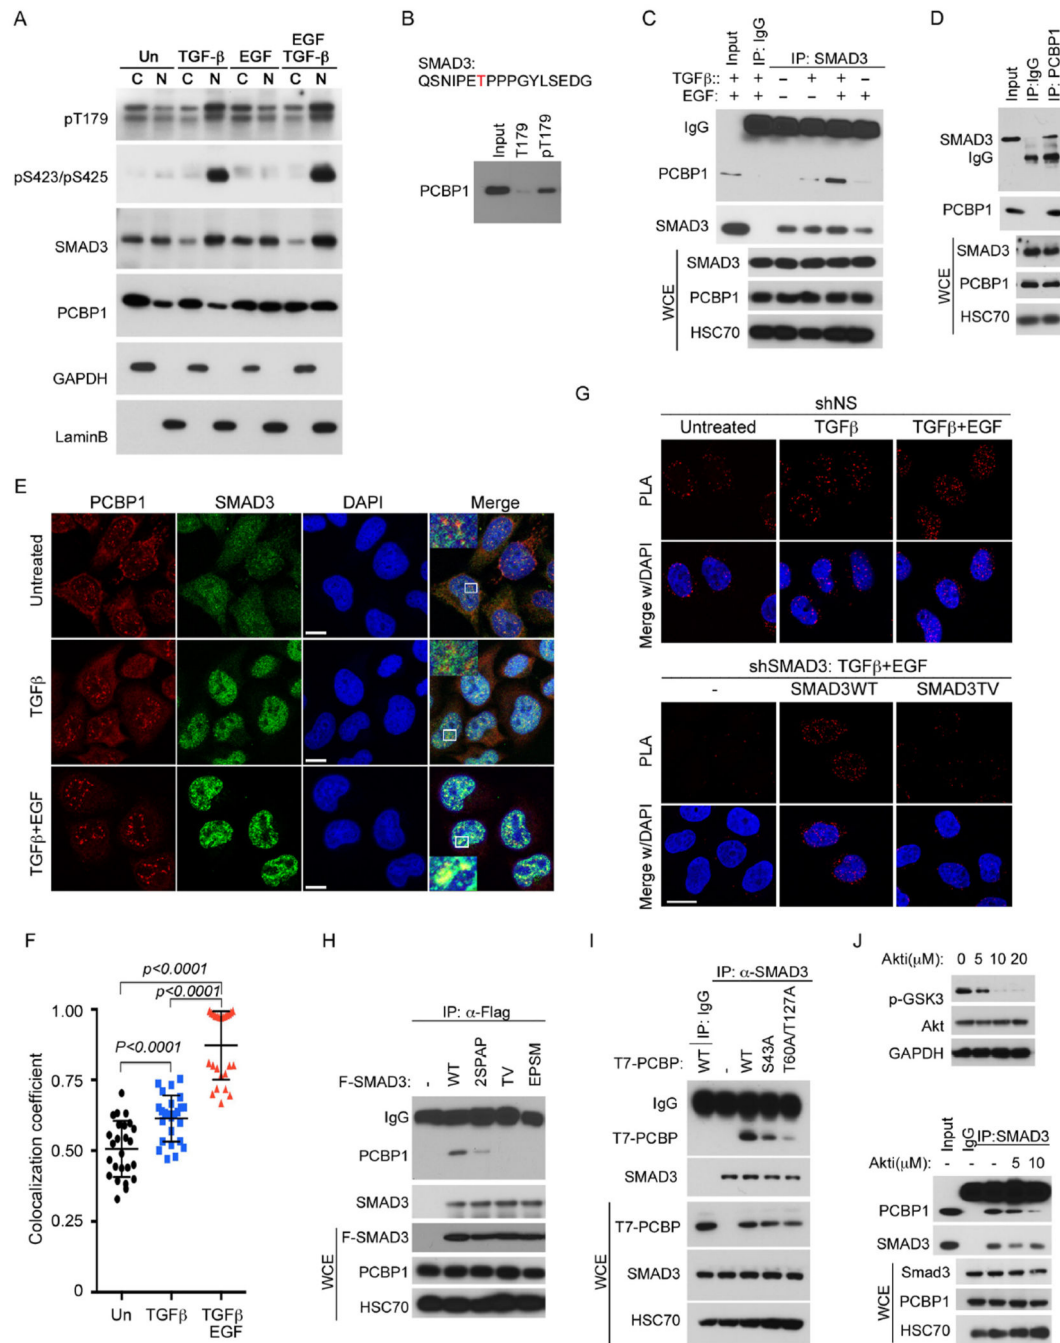 A
Un TGF-β EGF EGF TGF-β
C N C N C N C N
pT179
pS423/pS425
SMAD3
PCBP1
GAPDH
LaminB
B
SMAD3:
QSNIPETPPPGYLSEDG
Input T179 pT179
PCBP1
C
Input IP: IgG IP: SMAD3
TGFβ:: + + - + + -
EGF: + + - - + +
IgG
PCBP1
SMAD3
WCE
SMAD3
PCBP1
HSC70
D
Input IP:IgG IP: PCBP1
SMAD3
IgG
PCBP1
WCE
SMAD3
PCBP1
HSC70
E
PCBP1 SMAD3 DAPI Merge
Untreated
TGFβ
TGFβ+EGF
G
shNS
Untreated TGFβ TGFβ+EGF
PLA
Merge w/DAPI
shSMAD3: TGFβ+EGF
- SMAD3WT SMAD3TV
PLA
Merge w/DAPI
F
p<0.0001
p<0.0001
P<0.0001
Colocalization coefficient
1.00
0.75
0.50
0.25
0
Un TGFβ TGFβ
EGF
H
IP: α-Flag
F-SMAD3: - WT 2SPAP TV EPSM
IgG
PCBP1
SMAD3
WCE
F-SMAD3
PCBP1
HSC70
I
IP: IgG IP: α-SMAD3
T7-PCBP: WT - WT S43A T60A/T127A
IgG
T7-PCBP
SMAD3
WCE
T7-PCBP
SMAD3
HSC70
J
Akti(μM): 0 5 10 20
p-GSK3
Akt
GAPDH
Input IgG IP:SMAD3
Akti(μM): - - - 5 10
PCBP1
SMAD3
WCE
Smad3
PCBP1
HSC70